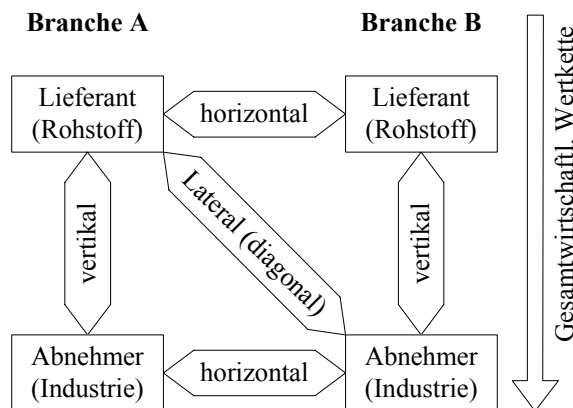 Branche A
Branche B
Lieferant
(Rohstoff)
horizontal
Lieferant
(Rohstoff)
vertikal
Lateral (diagonal)
vertikal
Abnehmer
(Industrie)
horizontal
Abnehmer
(Industrie)
Gesamtwirtschaftl. Wertkette